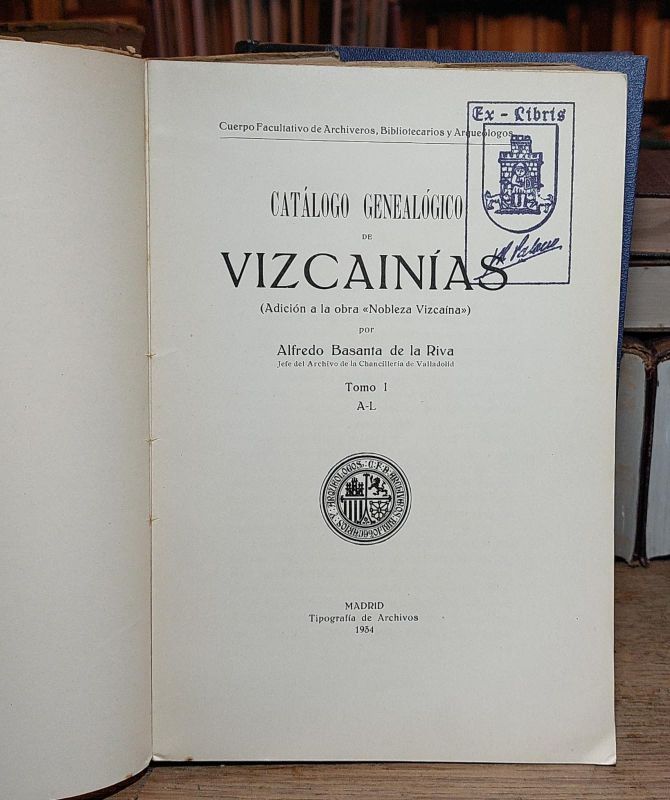 Cuerpo Facultativo de Archiveros, Bibliotecarios y Arqueólogos
Ex - Libris
CATÁLOGO GENEALÓGICO
DE
VIZCAINÍAS
(Adición a la obra «Nobleza Vizcaína»)
por
Alfredo Basanta de la Riva
Jefe del Archivo de la Chancillería de Valladolid
Tomo I
A-L
MADRID
Tipografía de Archivos
1934